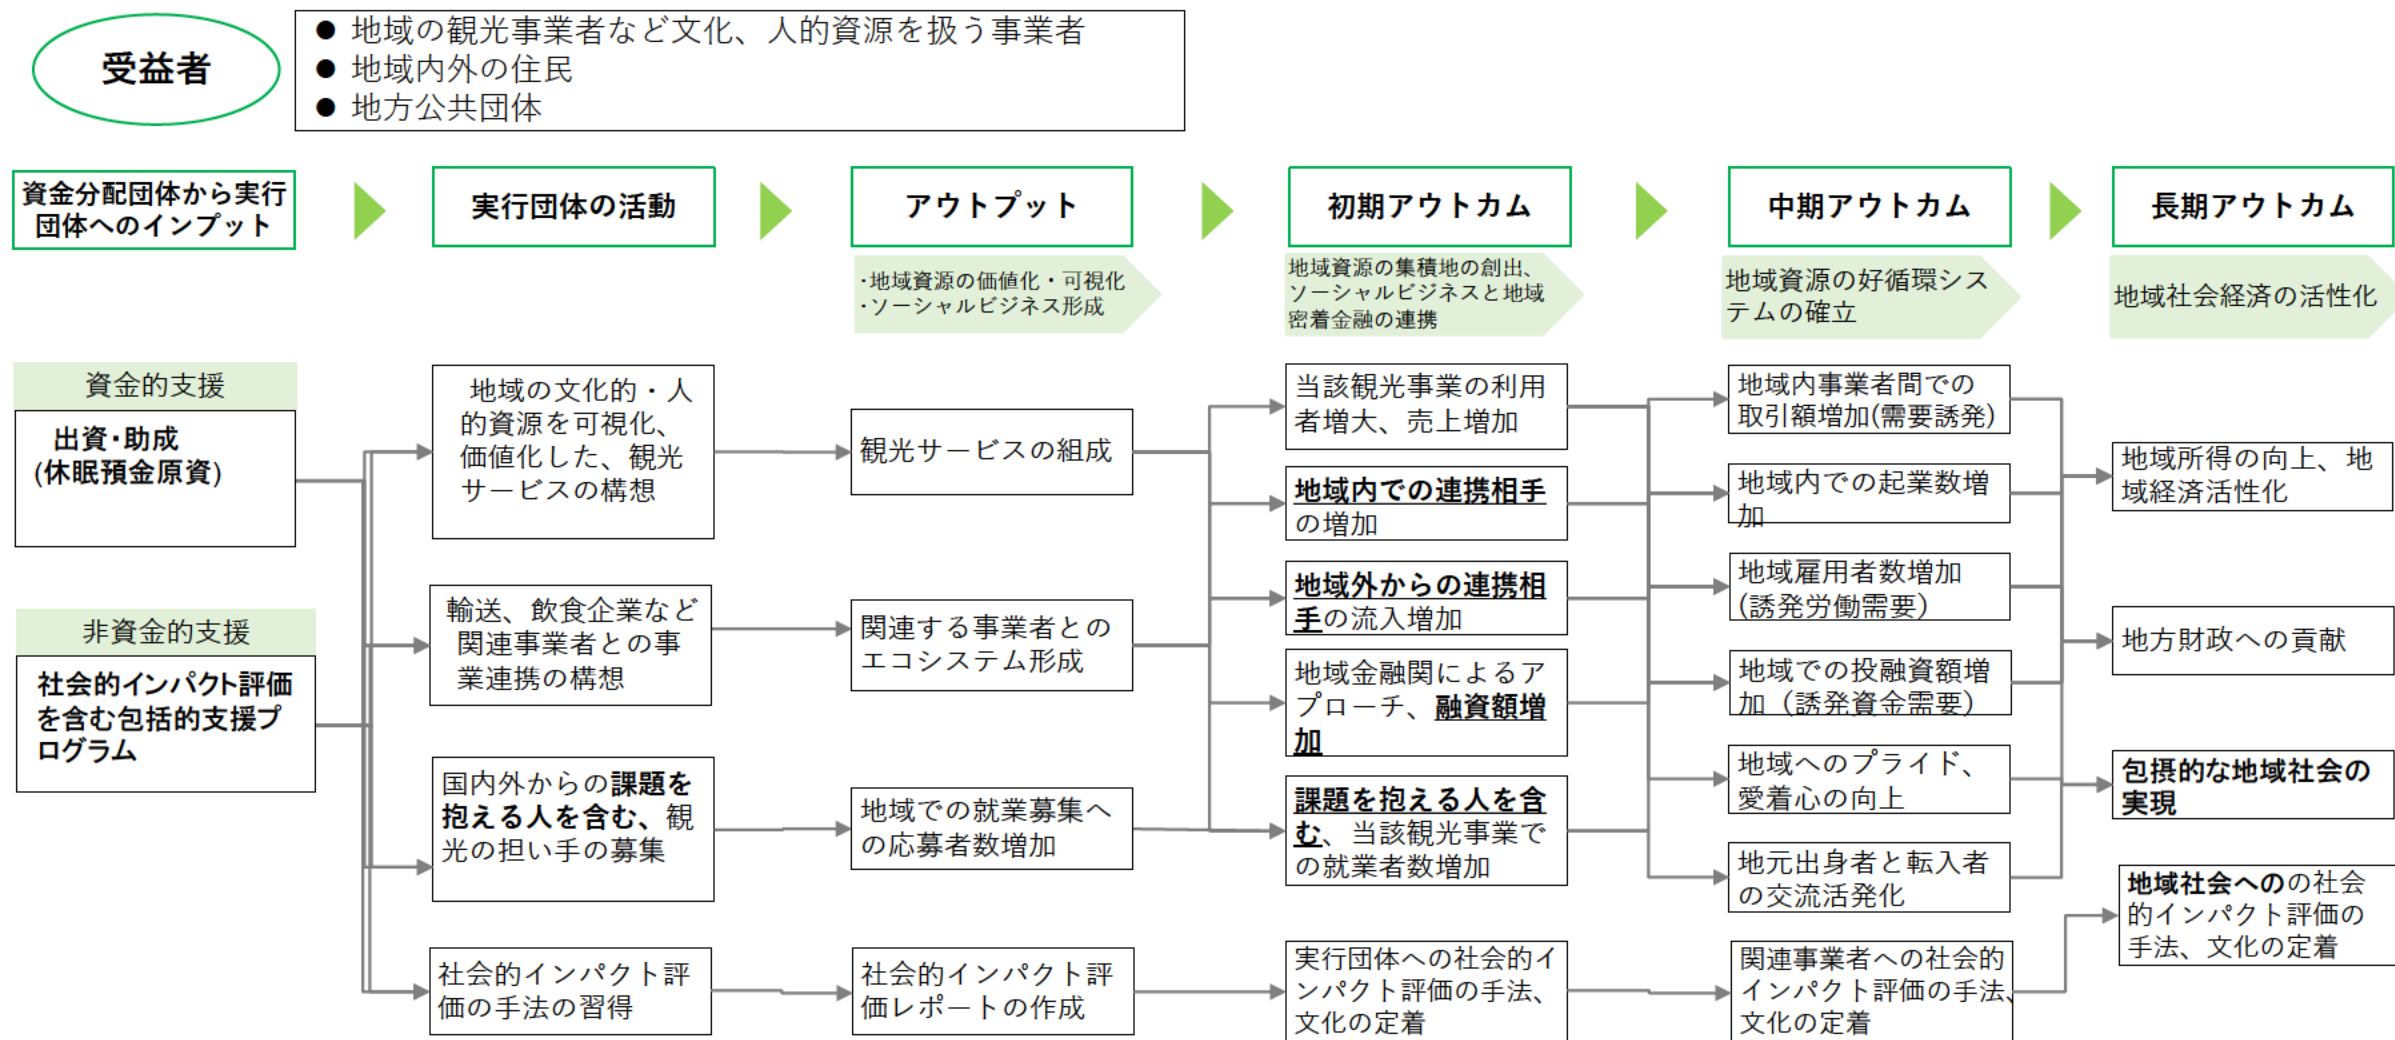 受益者
● 地域の観光事業者など文化、人的資源を扱う事業者
● 地域内外の住民
● 地方公共団体
資金分配団体から実行
団体へのインプット
実行団体の活動
アウトプット
初期アウトカム
中期アウトカム
長期アウトカム
・地域資源の価値化・可視化
・ソーシャルビジネス形成
地域資源の集積地の創出、
ソーシャルビジネスと地域
密着金融の連携
地域資源の好循環シス
テムの確立
地域社会経済の活性化
資金的支援
出資・助成
(休眠預金原資)
非資金的支援
社会的インパクト評価
を含む包括的支援プ
ログラム
地域の文化的・人
的資源を可視化、
価値化した、観光
サービスの構想
輸送、飲食企業など
関連事業者との事
業連携の構想
国内外からの課題を
抱える人を含む、観
光の担い手の募集
社会的インパクト評
価の手法の習得
観光サービスの組成
関連する事業者との
エコシステム形成
地域での就業募集へ
の応募者数増加
社会的インパクト評
価レポートの作成
当該観光事業の利用
者増大、売上増加
地域内での連携相手
の増加
地域外からの連携相
手の流入増加
地域金融関によるア
プローチ、融資額増
加
課題を抱える人を含
む、当該観光事業で
の就業者数増加
実行団体への社会的イ
ンパクト評価の手法、
文化の定着
地域内事業者間での
取引額増加(需要誘発)
地域内での起業数増
加
地域雇用者数増加
(誘発労働需要)
地域での投融資額増
加（誘発資金需要）
地域へのプライド、
愛着心の向上
地元出身者と転入者
の交流活発化
関連事業者への社会的
インパクト評価の手法、
文化の定着
地域所得の向上、地
域経済活性化
地方財政への貢献
包摂的な地域社会の
実現
地域社会へのの社会
的インパクト評価の
手法、文化の定着